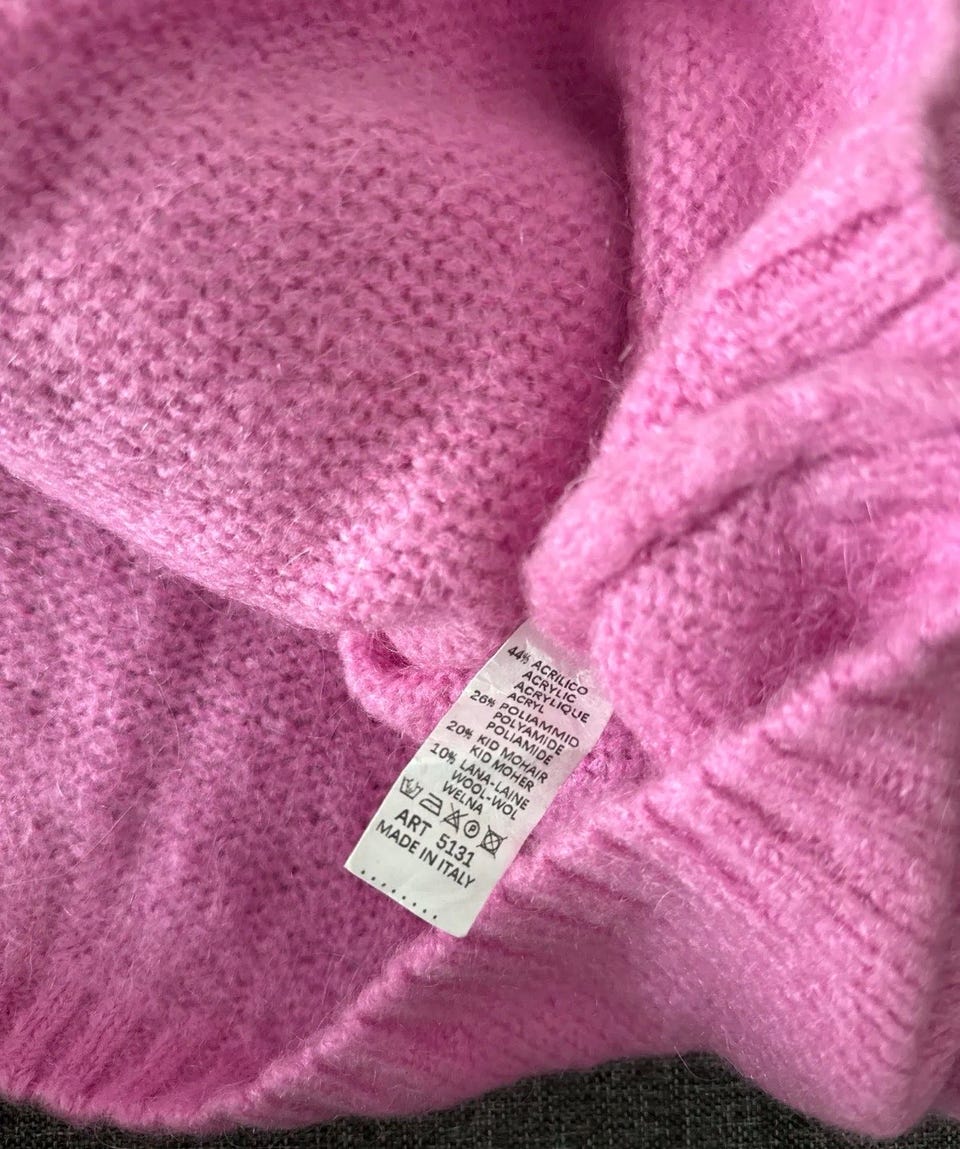 44% ACRILICO
ACRYLIC
ACRYLIQUE
ACRYL
26% POLIAMMID
POLYAMIDE
POLIAMIDE
20% KID MOHAIR
KID MOHER
10% LANA-LAINE
WOOL-WOL
WELNA
P
ART 5131
MADE IN ITALY